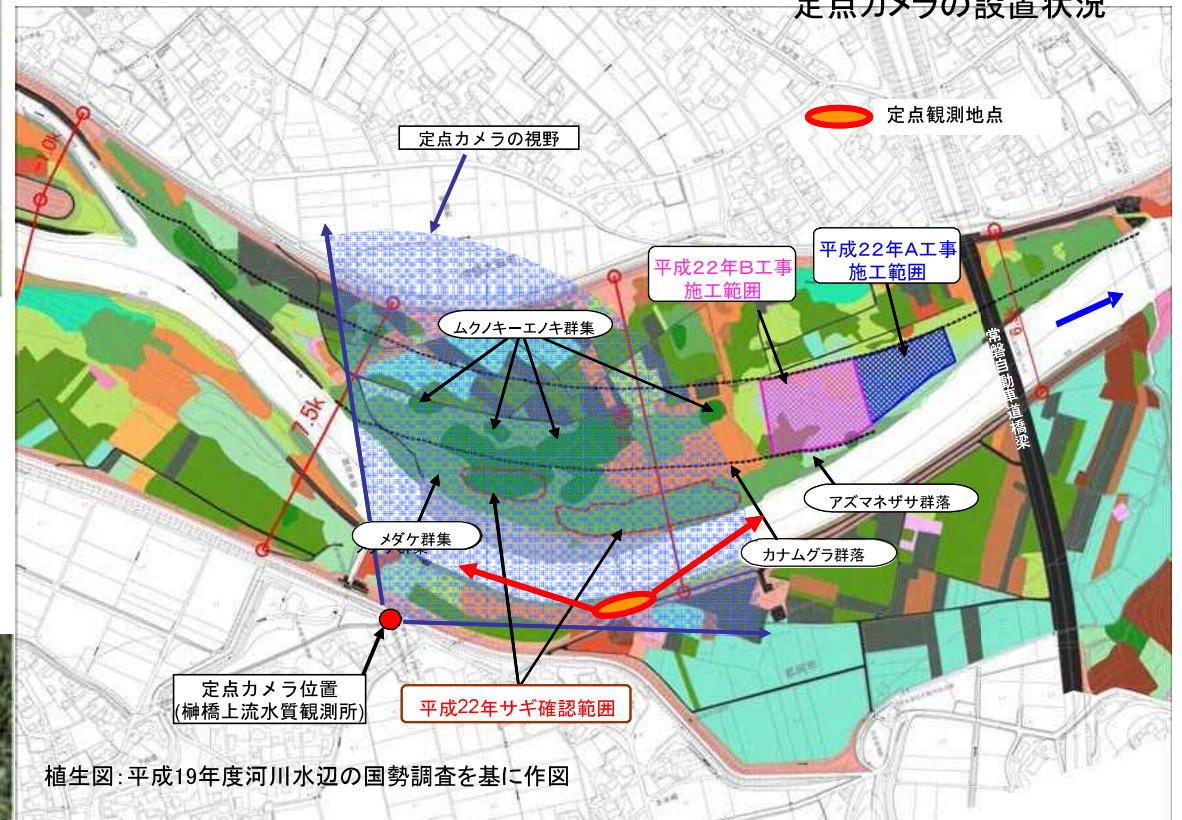 定点カメラの設置状況
定点観測地点
定点カメラの視野
平成22年B工事
施工範囲
平成22年A工事
施工範囲
ムクノキーエノキ群集
7.5k
常磐自動車道橋梁
アズマネザサ群落
カナムグラ群落
メダケ群集
定点カメラ位置
(榊橋上流水質観測所)
平成22年サギ確認範囲
植生図:平成19年度河川水辺の国勢調査を基に作図